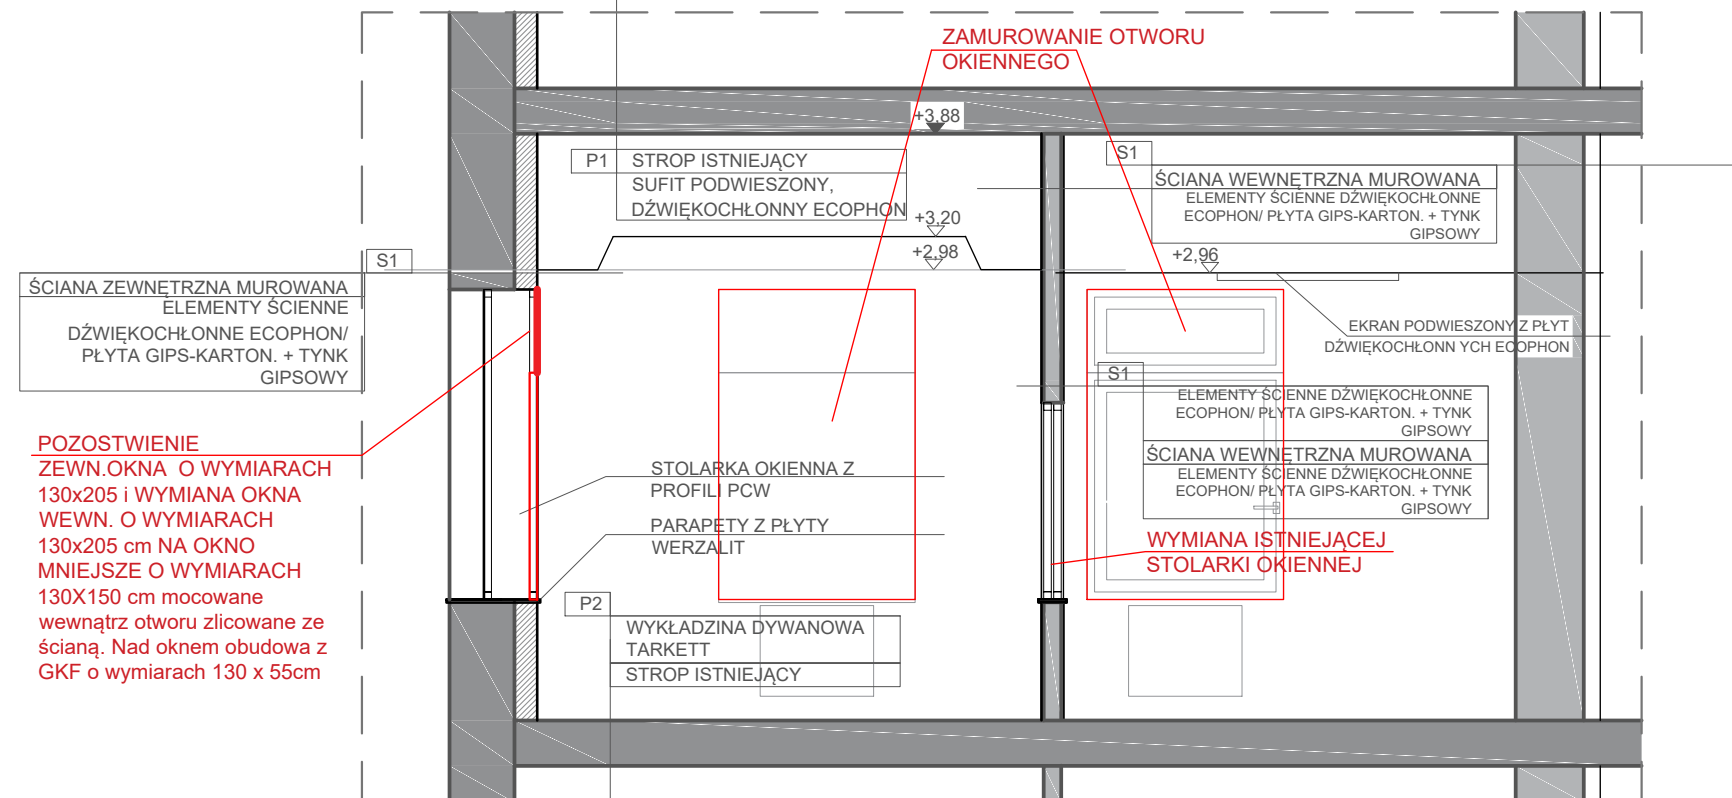 ZAMUROWANIE OTWORU
OKIENNEGO
+3,88
P1
STROP ISTNIEJĄCY
SUFIT PODWIESZONY,
DŹWIĘKOCHŁONNY ECOPHON
+3,20
+2,98
S1
ŚCIANA WEWNĘTRZNA MUROWANA
ELEMENTY ŚCIENNE DŹWIĘKOCHŁONNE
ECOPHON/ PŁYTA GIPS-KARTON. + TYNK
GIPSOWY
+2,96
S1
ŚCIANA ZEWNĘTRZNA MUROWANA
ELEMENTY ŚCIENNE
DŹWIĘKOCHŁONNE ECOPHON/
PŁYTA GIPS-KARTON. + TYNK
GIPSOWY
EKRAN PODWIESZONY Z PŁYT
DŹWIĘKOCHŁONN YCH ECOPHON
S1
ELEMENTY ŚCIENNE DŹWIĘKOCHŁONNE
ECOPHON/ PŁYTA GIPS-KARTON. + TYNK
GIPSOWY
ŚCIANA WEWNĘTRZNA MUROWANA
ELEMENTY ŚCIENNE DŹWIĘKOCHŁONNE
ECOPHON/ PŁYTA GIPS-KARTON. + TYNK
GIPSOWY
POZOSTWIENIE
ZEWN.OKNA O WYMIARACH
130x205 i WYMIANA OKNA
WEWN. O WYMIARACH
130x205 cm NA OKNO
MNIEJSZE O WYMIARACH
130X150 cm mocowane
wewnątrz otworu zlicowane ze
ścianą. Nad oknem obudowa z
GKF o wymiarach 130 x 55cm
STOLARKA OKIENNA Z
PROFILI PCW
PARAPETY Z PŁYTY
WERZALIT
WYMIANA ISTNIEJĄCEJ
STOLARKI OKIENNEJ
P2
WYKŁADZINA DYWANOWA
TARKETT
STROP ISTNIEJĄCY